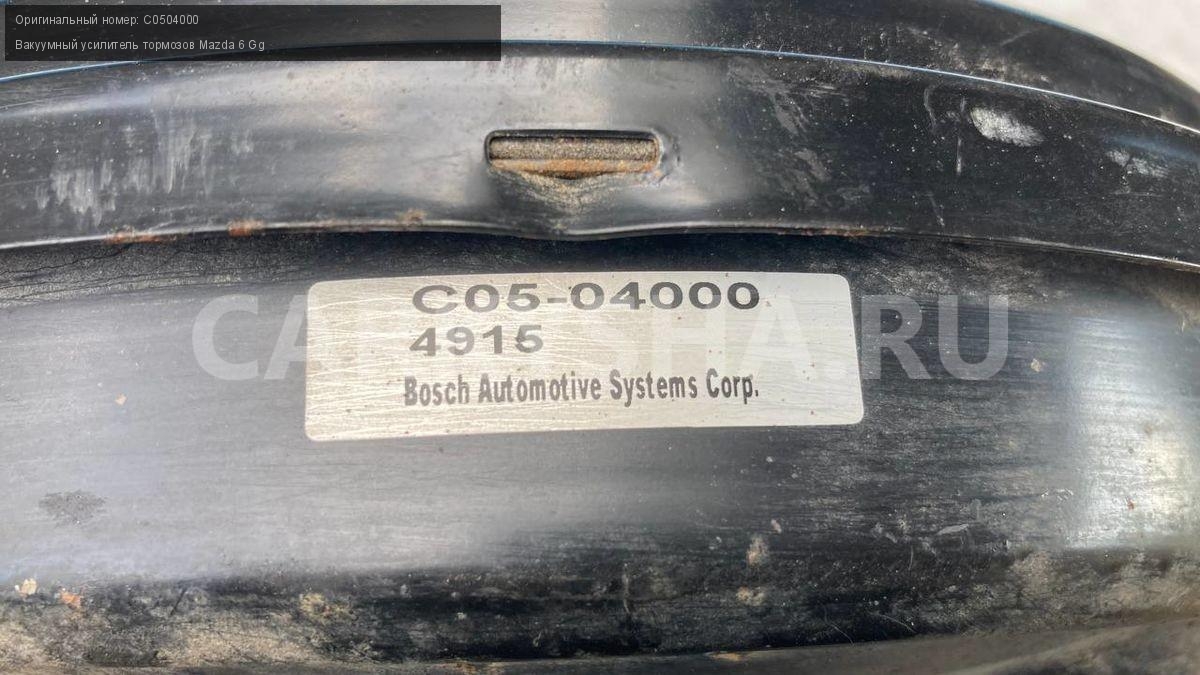 Оригинальный номер: C0504000
Вакуумный усилитель тормозов Mazda 6 Gg
C05-04000
4915
Bosch Automotive Systems Corp.